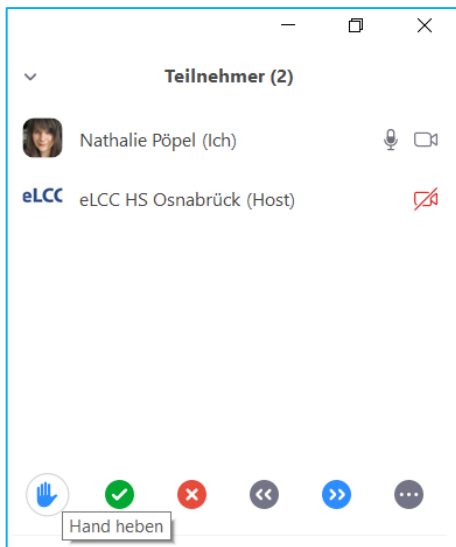 Teilnehmer (2)
Nathalie Pöpel (Ich)
eLCC eLCC HS Osnabrück (Host)
Hand heben